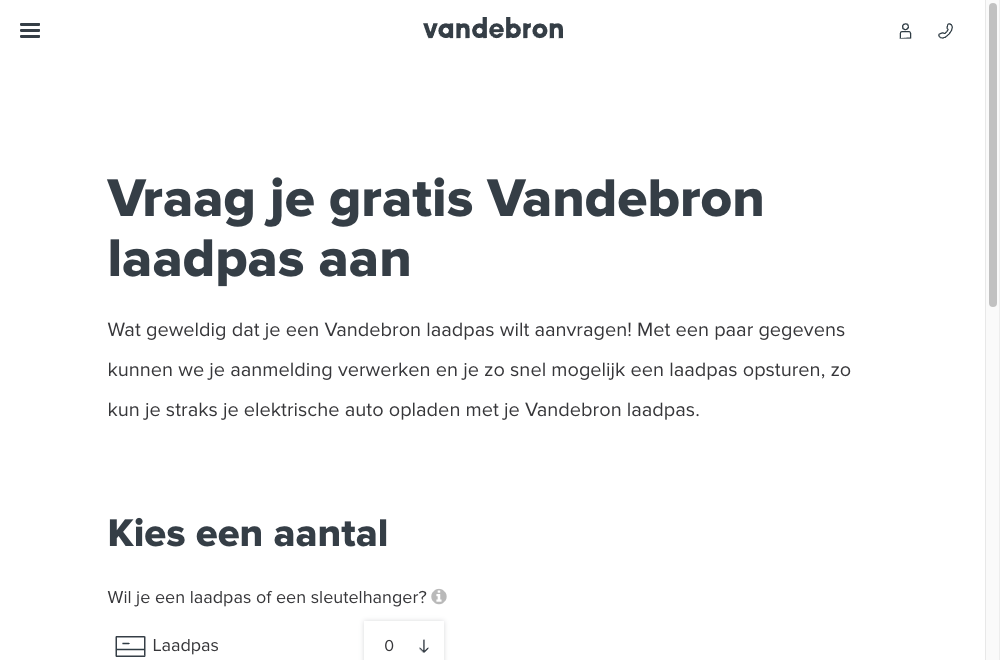 vandebron
Vraag je gratis Vandebron
laadpas aan
Wat geweldig dat je een Vandebron laadpas wilt aanvragen! Met een paar gegevens
kunnen we je aanmelding verwerken en je zo snel mogelijk een laadpas opsturen, zo
kun je straks je elektrische auto opladen met je Vandebron laadpas.
Kies een aantal
Wil je een laadpas of een sleutelhanger?
Laadpas 0